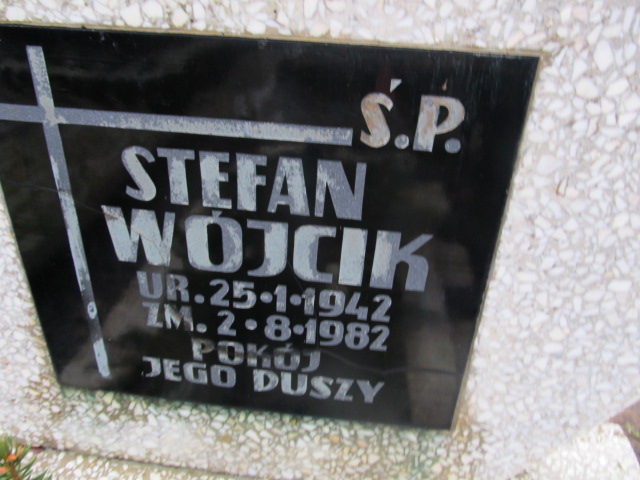 Ś.P.
STEFAN
WÓJCIK
UR. 25·1·1942
ZM. 2·8·1982
POKÓJ
JEGO DUSZY